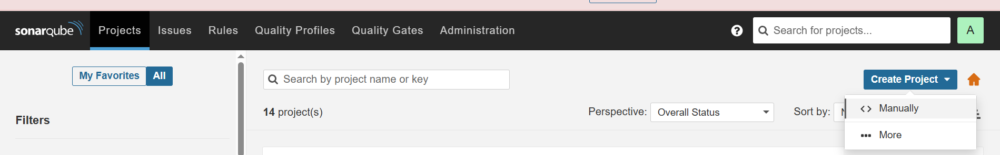 sonarqube Projects Issues Rules Quality Profiles Quality Gates Administration Search for projects... A
My Favorites All
Search by project name or key
Create Project
14 project(s)
Perspective: Overall Status
Sort by:
Manually
More
Filters